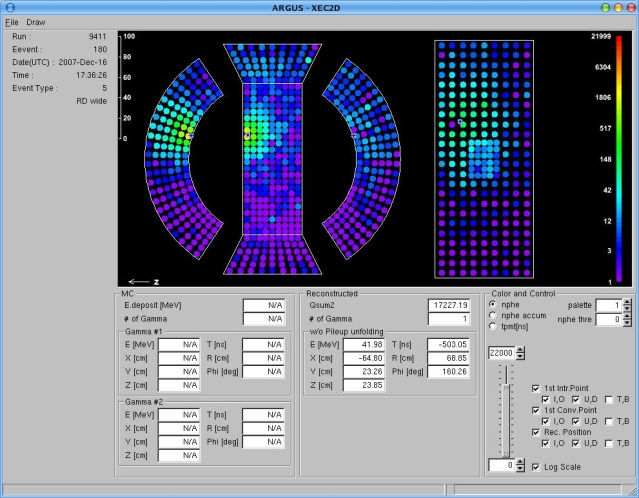 ARGUS - XEC2D
File Draw
Run : 9411
Eevent : 180
Date(UTC) : 2007-Dec-16
Time : 17:36:26
Event Type : 5
RD wide
100
80
60
40
20
0
z
21999
6304
1806
517
148
42
12
3
1
MC
E.deposit [MeV] N/A
# of Gamma N/A
Gamma #1
E [MeV] N/A T [ns] N/A
X [cm] N/A R [cm] N/A
Y [cm] N/A Phi [deg] N/A
Z [cm] N/A
Gamma #2
E [MeV] N/A T [ns] N/A
X [cm] N/A R [cm] N/A
Y [cm] N/A Phi [deg] N/A
Z [cm] N/A
Reconstructed
Qsum2 17227.19
# of Gamma 1
w/o Pileup unfolding
E [MeV] 41.98 T [ns] -503.05
X [cm] -64.80 R [cm] 68.85
Y [cm] 23.26 Phi [deg] 160.26
Z [cm] 23.85
Color and Control
nphe palette 1
nphe accum nphe thre 0
tpmt[ns]
22000
1st Intr.Point
I,O U,D T,B
1st Conv.Point
I,O U,D T,B
Rec. Position
I,O U,D T,B
0 Log Scale